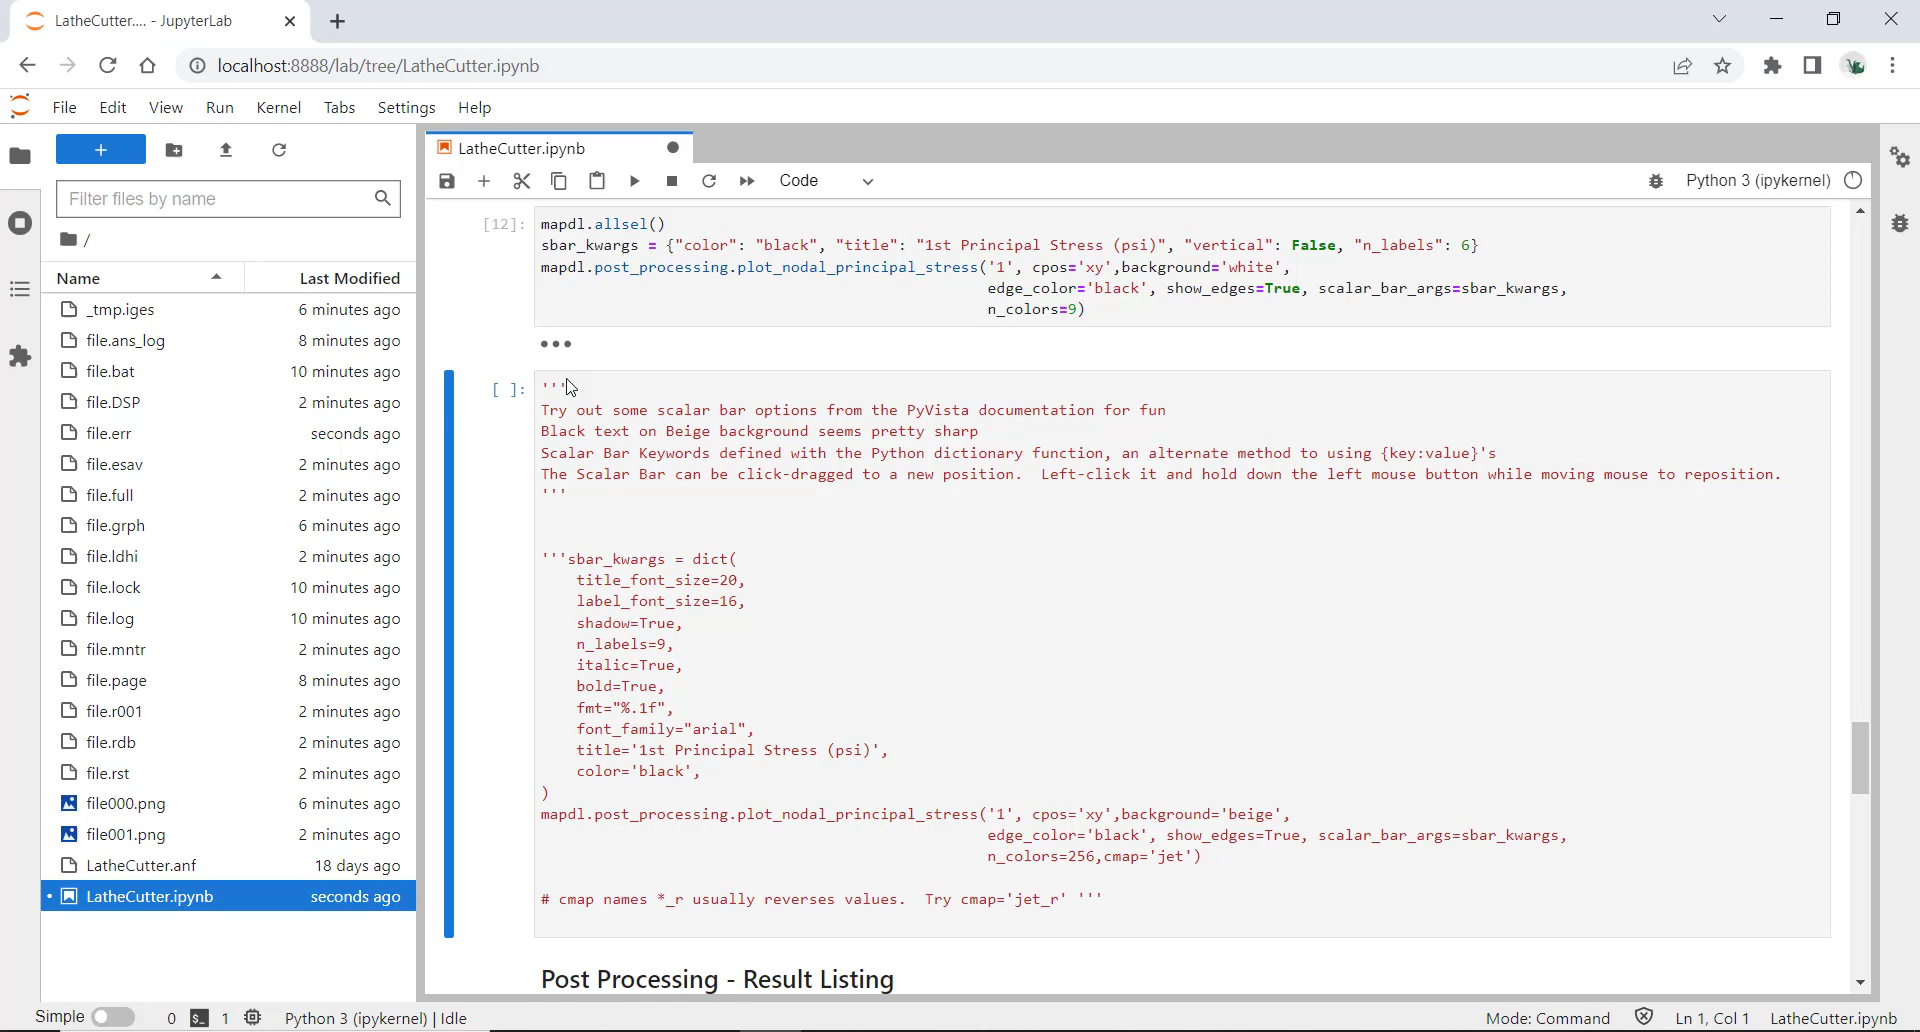 LatheCutter.... - JupyterLab
localhost:8888/lab/tree/LatheCutter.ipynb
File Edit View Run Kernel Tabs Settings Help
+
Filter files by name
/
Name Last Modified
_tmp.iges 6 minutes ago
file.ans_log 8 minutes ago
file.bat 10 minutes ago
file.DSP 2 minutes ago
file.err seconds ago
file.esav 2 minutes ago
file.full 2 minutes ago
file.grph 6 minutes ago
file.ldhi 2 minutes ago
file.lock 10 minutes ago
file.log 10 minutes ago
file.mntr 2 minutes ago
file.page 8 minutes ago
file.r001 2 minutes ago
file.rdb 2 minutes ago
file.rst 2 minutes ago
file000.png 6 minutes ago
file001.png 2 minutes ago
LatheCutter.anf 18 days ago
LatheCutter.ipynb seconds ago
LatheCutter.ipynb
Code
Python 3 (ipykernel)
[12]: mapdl.allsel()
sbar_kwargs = {"color": "black", "title": "1st Principal Stress (psi)", "vertical": False, "n_labels": 6}
mapdl.post_processing.plot_nodal_principal_stress('1', cpos='xy',background='white',
edge_color='black', show_edges=True, scalar_bar_args=sbar_kwargs,
n_colors=9)
•••
[ ]: '''
Try out some scalar bar options from the PyVista documentation for fun
Black text on Beige background seems pretty sharp
Scalar Bar Keywords defined with the Python dictionary function, an alternate method to using {key:value}'s
The Scalar Bar can be click-dragged to a new position.  Left-click it and hold down the left mouse button while moving mouse to reposition.
'''
'''sbar_kwargs = dict(
title_font_size=20,
label_font_size=16,
shadow=True,
n_labels=9,
italic=True,
bold=True,
fmt="%.1f",
font_family="arial",
title='1st Principal Stress (psi)',
color='black',
)
mapdl.post_processing.plot_nodal_principal_stress('1', cpos='xy',background='beige',
edge_color='black', show_edges=True, scalar_bar_args=sbar_kwargs,
n_colors=256,cmap='jet')
# cmap names *_r usually reverses values.  Try cmap='jet_r' '''
Post Processing - Result Listing
Simple 0 $_ 1 Python 3 (ipykernel) | Idle
Mode: Command Ln 1, Col 1 LatheCutter.ipynb